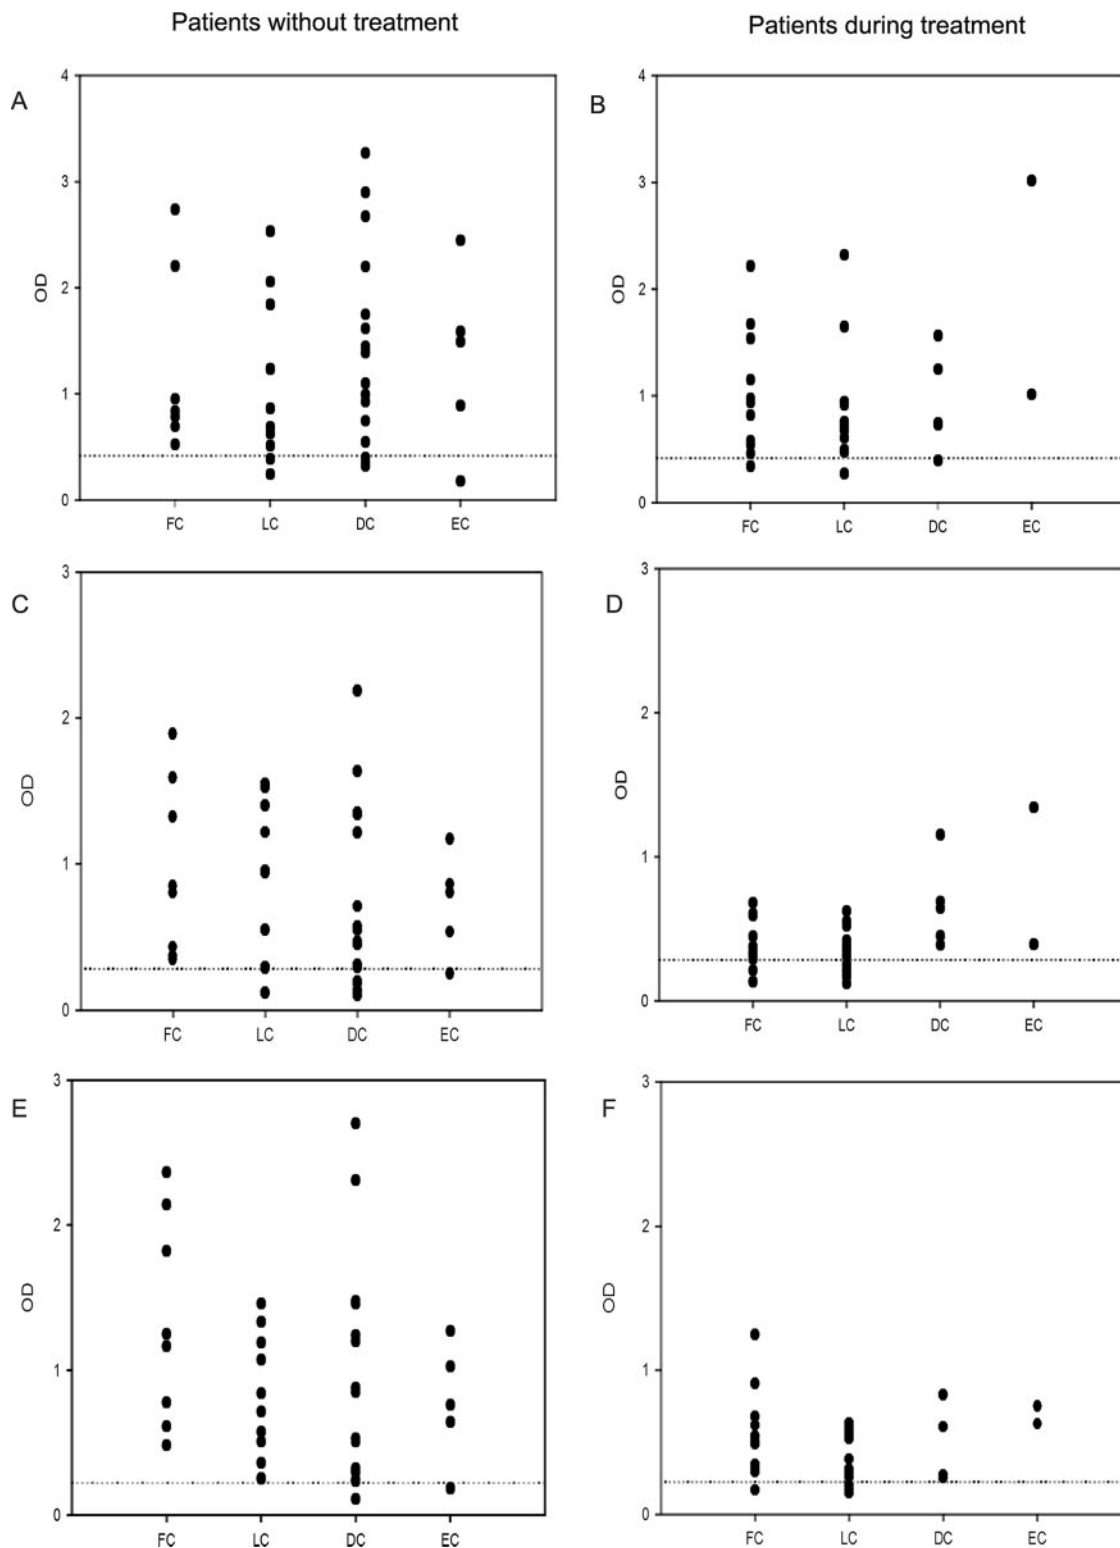 Patients without treatment
Patients during treatment
A
4
3
2
1
0
OD
FC LC DC EC
B
4
3
2
1
0
OD
FC LC DC EC
C
3
2
1
0
OD
FC LC DC EC
D
3
2
1
0
OD
FC LC DC EC
E
3
2
1
0
OD
FC LC DC EC
F
3
2
1
0
OD
FC LC DC EC